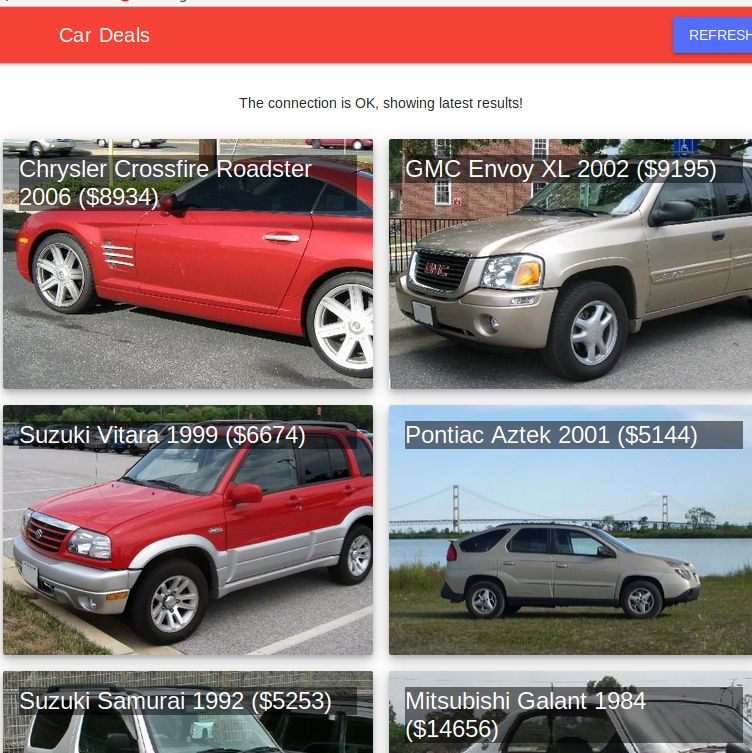 Car Deals
REFRESH
The connection is OK, showing latest results!
Chrysler Crossfire Roadster
2006 ($8934)
GMC Envoy XL 2002 ($9195)
GMC
Suzuki Vitara 1999 ($6674)
Pontiac Aztek 2001 ($5144)
Suzuki Samurai 1992 ($5253)
Mitsubishi Galant 1984
($14656)